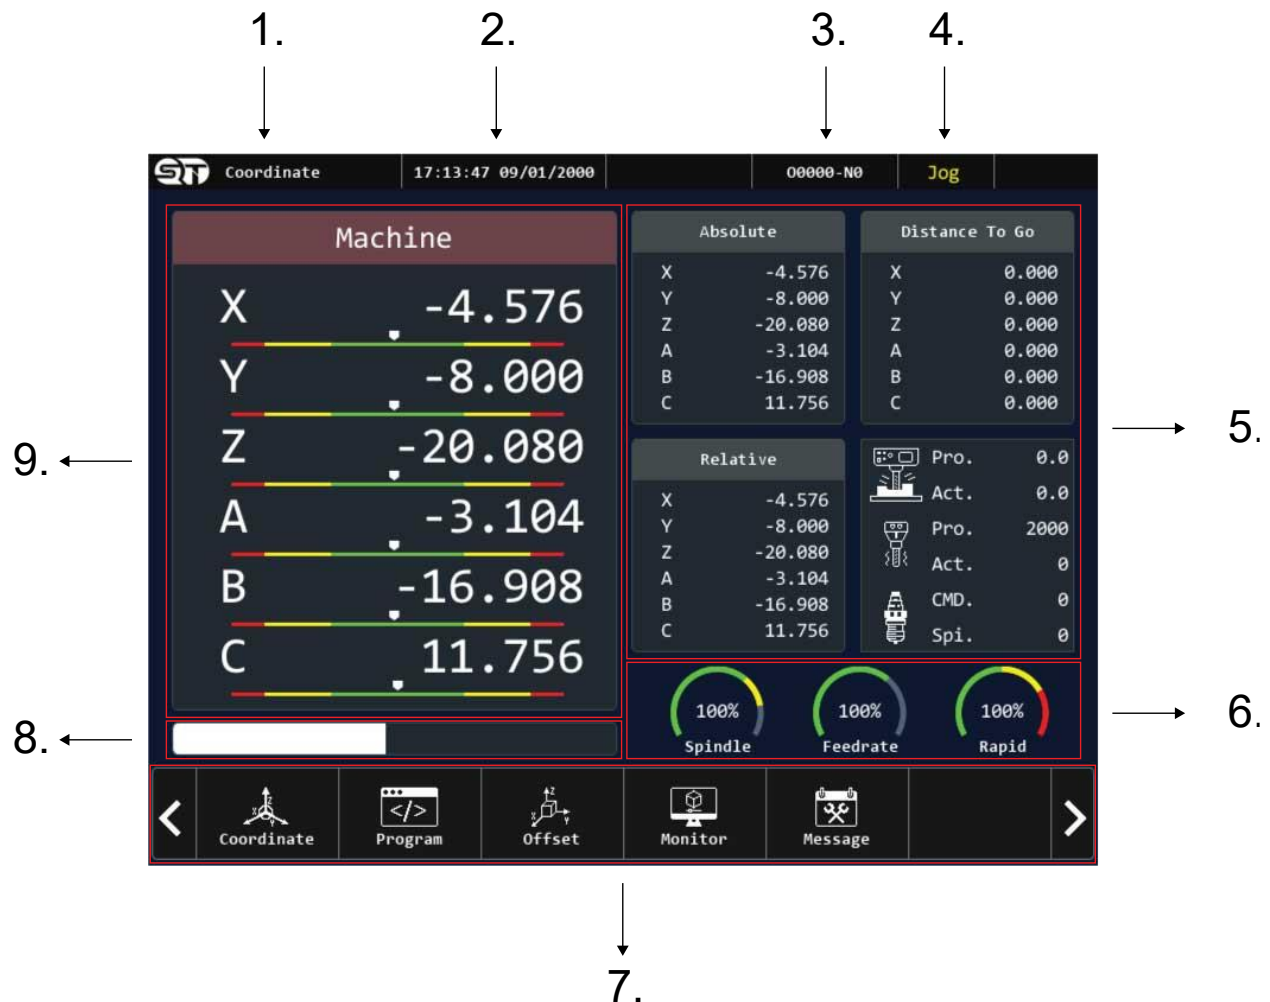 1.
2.
3.
4.
ST Coordinate
17:13:47 09/01/2000
O0000-N0
Jog
Machine
X -4.576
Y -8.000
Z -20.080
A -3.104
B -16.908
C 11.756
Absolute
X -4.576
Y -8.000
Z -20.080
A -3.104
B -16.908
C 11.756
Distance To Go
X 0.000
Y 0.000
Z 0.000
A 0.000
B 0.000
C 0.000
Relative
X -4.576
Y -8.000
Z -20.080
A -3.104
B -16.908
C 11.756
Pro. 0.0
Act. 0.0
Pro. 2000
Act. 0
CMD. 0
Spi. 0
5.
9.
100%
Spindle
100%
Feedrate
100%
Rapid
6.
8.
Coordinate
Program
Offset
Monitor
Message
7.